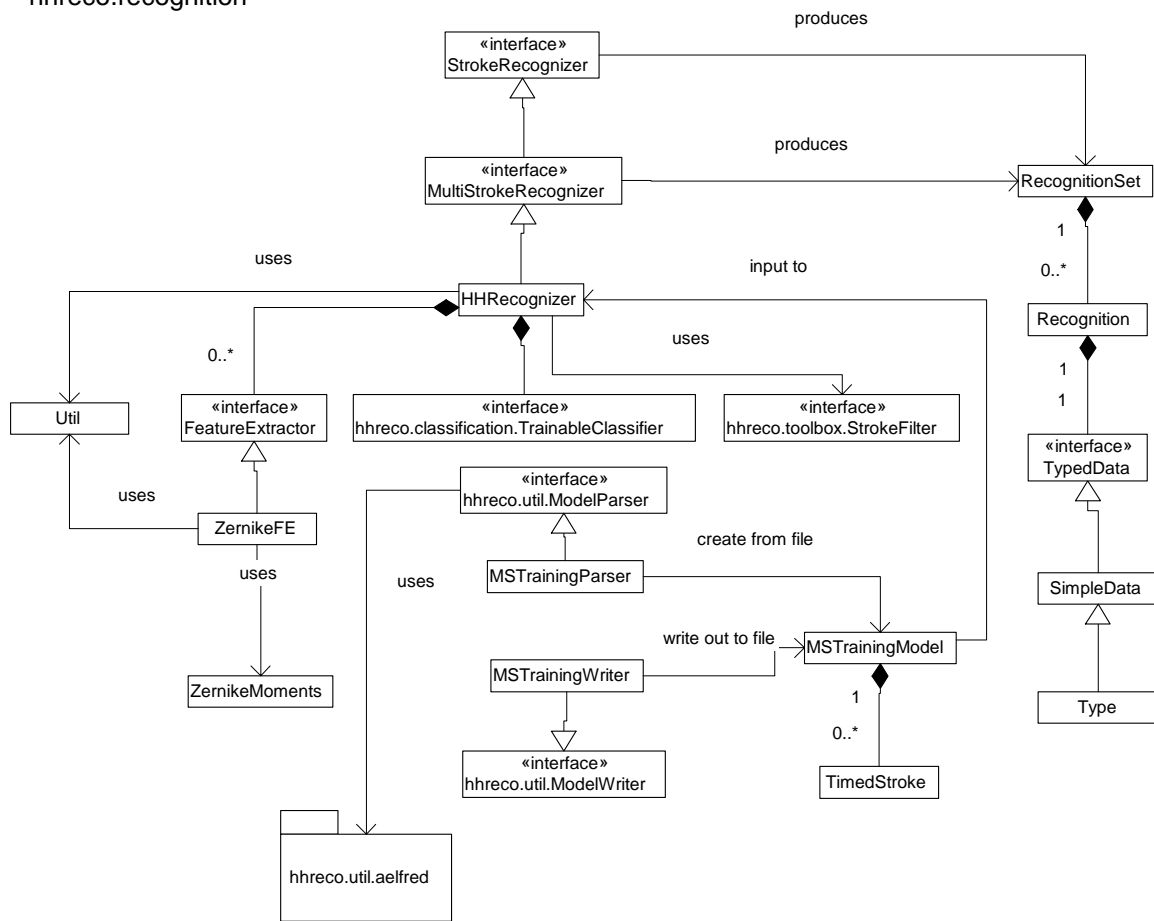 hhreco.recognition
produces
«interface»
StrokeRecognizer
produces
«interface»
MultiStrokeRecognizer
RecognitionSet
1
uses
input to
0..*
HHRecognizer
Recognition
uses
0..*
1
1
«interface»
FeatureExtractor
«interface»
hhreco.classification.TrainableClassifier
«interface»
hhreco.toolbox.StrokeFilter
Util
«interface»
TypedData
«interface»
hhreco.util.ModelParser
uses
ZernikeFE
create from file
uses
uses
MSTrainingParser
SimpleData
write out to file
MSTrainingModel
MSTrainingWriter
ZernikeMoments
1
Type
0..*
«interface»
hhreco.util.ModelWriter
TimedStroke
hhreco.util.aelfred